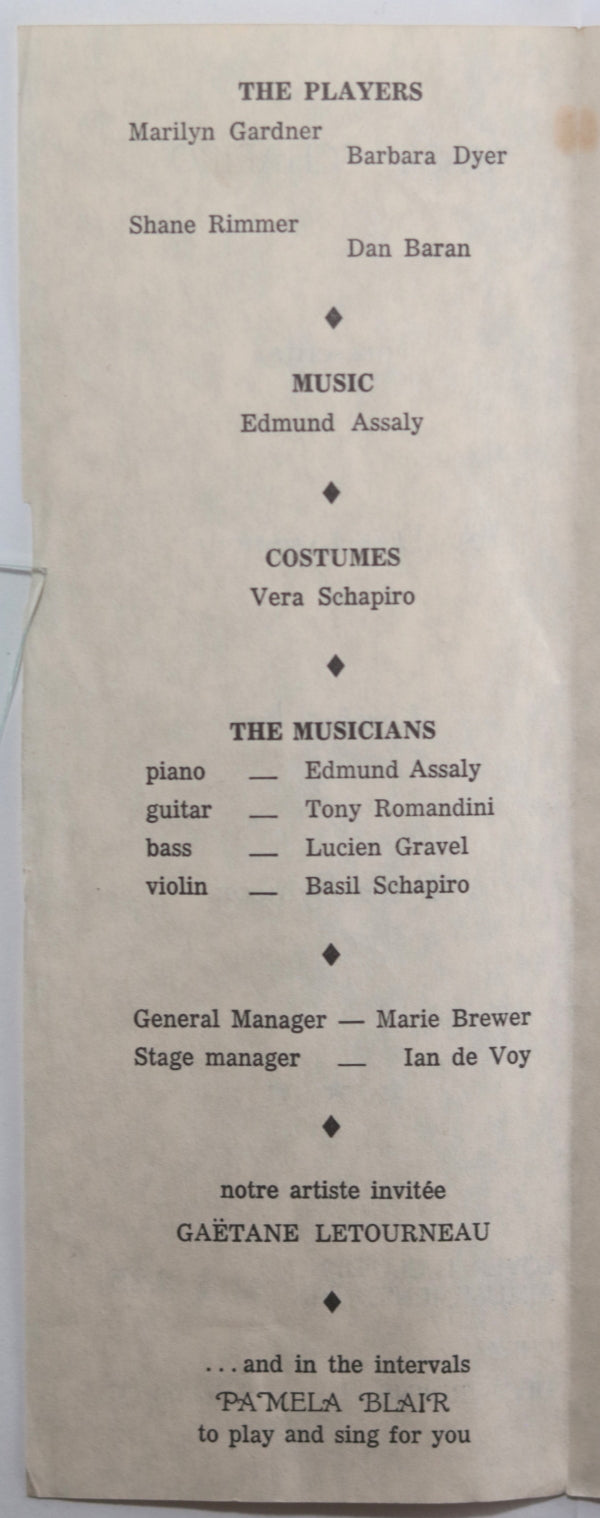 THE PLAYERS
Marilyn Gardner
Barbara Dyer
Shane Rimmer
Dan Baran
MUSIC
Edmund Assaly
COSTUMES
Vera Schapiro
THE MUSICIANS
piano — Edmund Assaly
guitar — Tony Romandini
bass — Lucien Gravel
violin — Basil Schapiro
General Manager — Marie Brewer
Stage manager — Ian de Voy
notre artiste invitée
GAËTANE LETOURNEAU
...and in the intervals
PAMELA BLAIR
to play and sing for you